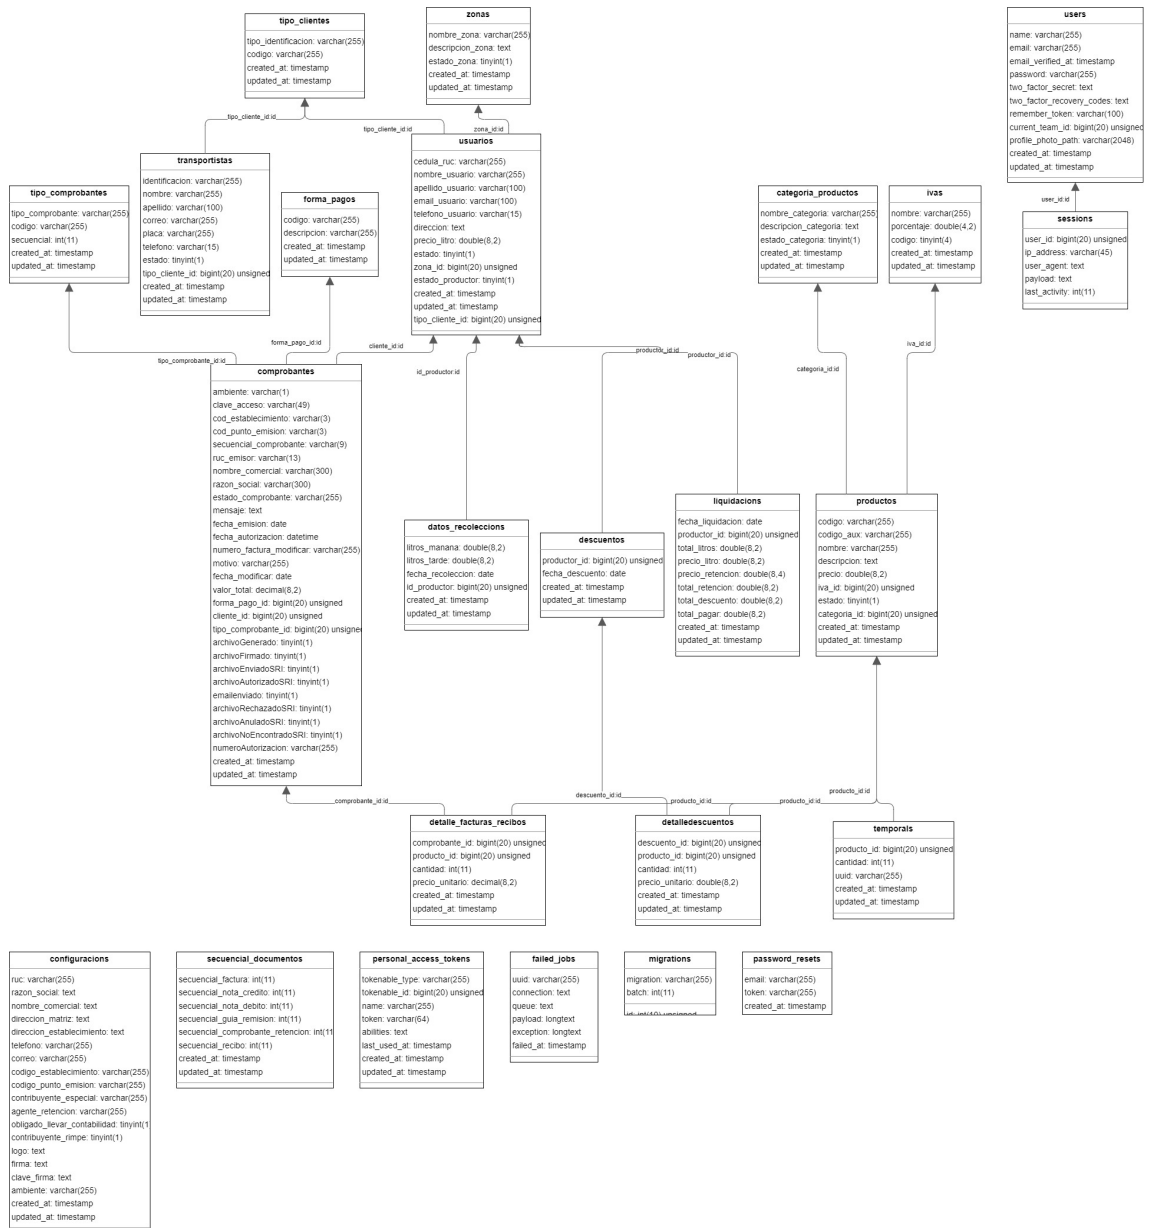 tipo_clientes
tipo_identificacion: varchar(255)
codigo: varchar(255)
created_at: timestamp
updated_at: timestamp
zonas
nombre_zona: varchar(255)
descripcion_zona: text
estado_zona: tinyint(1)
created_at: timestamp
updated_at: timestamp
users
name: varchar(255)
email: varchar(255)
email_verified_at: timestamp
password: varchar(255)
two_factor_secret: text
two_factor_recovery_codes: text
remember_token: varchar(100)
current_team_id: bigint(20) unsigned
profile_photo_path: varchar(2048)
created_at: timestamp
updated_at: timestamp
tipo_cliente_id:id
tipo_cliente_id:id
zona_id:id
user_id:id
transportistas
identificacion: varchar(255)
nombre: varchar(255)
apellido: varchar(100)
correo: varchar(255)
placa: varchar(255)
telefono: varchar(15)
estado: tinyint(1)
tipo_cliente_id: bigint(20) unsigned
created_at: timestamp
updated_at: timestamp
usuarios
cedula_ruc: varchar(255)
nombre_usuario: varchar(255)
apellido_usuario: varchar(100)
email_usuario: varchar(100)
telefono_usuario: varchar(15)
direccion: text
precio_litro: double(8,2)
estado: tinyint(1)
zona_id: bigint(20) unsigned
estado_productor: tinyint(1)
created_at: timestamp
updated_at: timestamp
tipo_cliente_id: bigint(20) unsigned
tipo_comprobantes
tipo_comprobante: varchar(255)
codigo: varchar(255)
secuencial: int(11)
created_at: timestamp
updated_at: timestamp
forma_pagos
codigo: varchar(255)
descripcion: varchar(255)
created_at: timestamp
updated_at: timestamp
categoria_productos
nombre_categoria: varchar(255)
descripcion_categoria: text
estado_categoria: tinyint(1)
created_at: timestamp
updated_at: timestamp
ivas
nombre: varchar(255)
porcentaje: double(4,2)
codigo: tinyint(4)
created_at: timestamp
updated_at: timestamp
sessions
user_id: bigint(20) unsigned
ip_address: varchar(45)
user_agent: text
payload: text
last_activity: int(11)
tipo_comprobante_id:id
forma_pago_id:id
cliente_id:id
id_productor:id
productor_id:id
productor_id:id
categoria_id:id
iva_id:id
comprobantes
ambiente: varchar(1)
clave_acceso: varchar(49)
cod_establecimiento: varchar(3)
cod_punto_emision: varchar(3)
secuencial_comprobante: varchar(9)
ruc_emisor: varchar(13)
nombre_comercial: varchar(300)
razon_social: varchar(300)
estado_comprobante: varchar(255)
mensaje: text
fecha_emision: date
fecha_autorizacion: datetime
numero_factura_modificar: varchar(255)
motivo: varchar(255)
fecha_modificar: date
valor_total: decimal(8,2)
forma_pago_id: bigint(20) unsigned
cliente_id: bigint(20) unsigned
tipo_comprobante_id: bigint(20) unsigne
archivoGenerado: tinyint(1)
archivoFirmado: tinyint(1)
archivoEnviadoSRI: tinyint(1)
archivoAutorizadoSRI: tinyint(1)
emailenviado: tinyint(1)
archivoRechazadoSRI: tinyint(1)
archivoAnuladoSRI: tinyint(1)
archivoNoEncontradoSRI: tinyint(1)
numeroAutorizacion: varchar(255)
created_at: timestamp
updated_at: timestamp
datos_recoleccions
litros_manana: double(8,2)
litros_tarde: double(8,2)
fecha_recoleccion: date
id_productor: bigint(20) unsigned
created_at: timestamp
updated_at: timestamp
descuentos
productor_id: bigint(20) unsigned
fecha_descuento: date
created_at: timestamp
updated_at: timestamp
liquidacions
fecha_liquidacion: date
productor_id: bigint(20) unsigned
total_litros: double(8,2)
precio_litro: double(8,2)
precio_retencion: double(8,4)
total_retencion: double(8,2)
total_descuento: double(8,2)
total_pagar: double(8,2)
created_at: timestamp
updated_at: timestamp
productos
codigo: varchar(255)
codigo_aux: varchar(255)
nombre: varchar(255)
descripcion: text
precio: double(8,2)
iva_id: bigint(20) unsigned
estado: tinyint(1)
categoria_id: bigint(20) unsigned
created_at: timestamp
updated_at: timestamp
comprobante_id:id
descuento_id:id
producto_id:id
producto_id:id
producto_id:id
detalle_facturas_recibos
comprobante_id: bigint(20) unsigned
producto_id: bigint(20) unsigned
cantidad: int(11)
precio_unitario: decimal(8,2)
created_at: timestamp
updated_at: timestamp
detalledescuentos
descuento_id: bigint(20) unsigned
producto_id: bigint(20) unsigned
cantidad: int(11)
precio_unitario: double(8,2)
created_at: timestamp
updated_at: timestamp
temporals
producto_id: bigint(20) unsigned
cantidad: int(11)
uuid: varchar(255)
created_at: timestamp
updated_at: timestamp
configuracions
ruc: varchar(255)
razon_social: text
nombre_comercial: text
direccion_matriz: text
direccion_establecimiento: text
telefono: varchar(255)
correo: varchar(255)
codigo_establecimiento: varchar(255)
codigo_punto_emision: varchar(255)
contribuyente_especial: varchar(255)
agente_retencion: varchar(255)
obligado_llevar_contabilidad: tinyint(1
contribuyente_rimpe: tinyint(1)
logo: text
firma: text
clave_firma: text
ambiente: varchar(255)
created_at: timestamp
updated_at: timestamp
secuencial_documentos
secuencial_factura: int(11)
secuencial_nota_credito: int(11)
secuencial_nota_debito: int(11)
secuencial_guia_remision: int(11)
secuencial_comprobante_retencion: int(11
secuencial_recibo: int(11)
created_at: timestamp
updated_at: timestamp
personal_access_tokens
tokenable_type: varchar(255)
tokenable_id: bigint(20) unsigned
name: varchar(255)
token: varchar(64)
abilities: text
last_used_at: timestamp
created_at: timestamp
updated_at: timestamp
failed_jobs
uuid: varchar(255)
connection: text
queue: text
payload: longtext
exception: longtext
failed_at: timestamp
migrations
migration: varchar(255)
batch: int(11)
id: int(10) unsigned
password_resets
email: varchar(255)
token: varchar(255)
created_at: timestamp